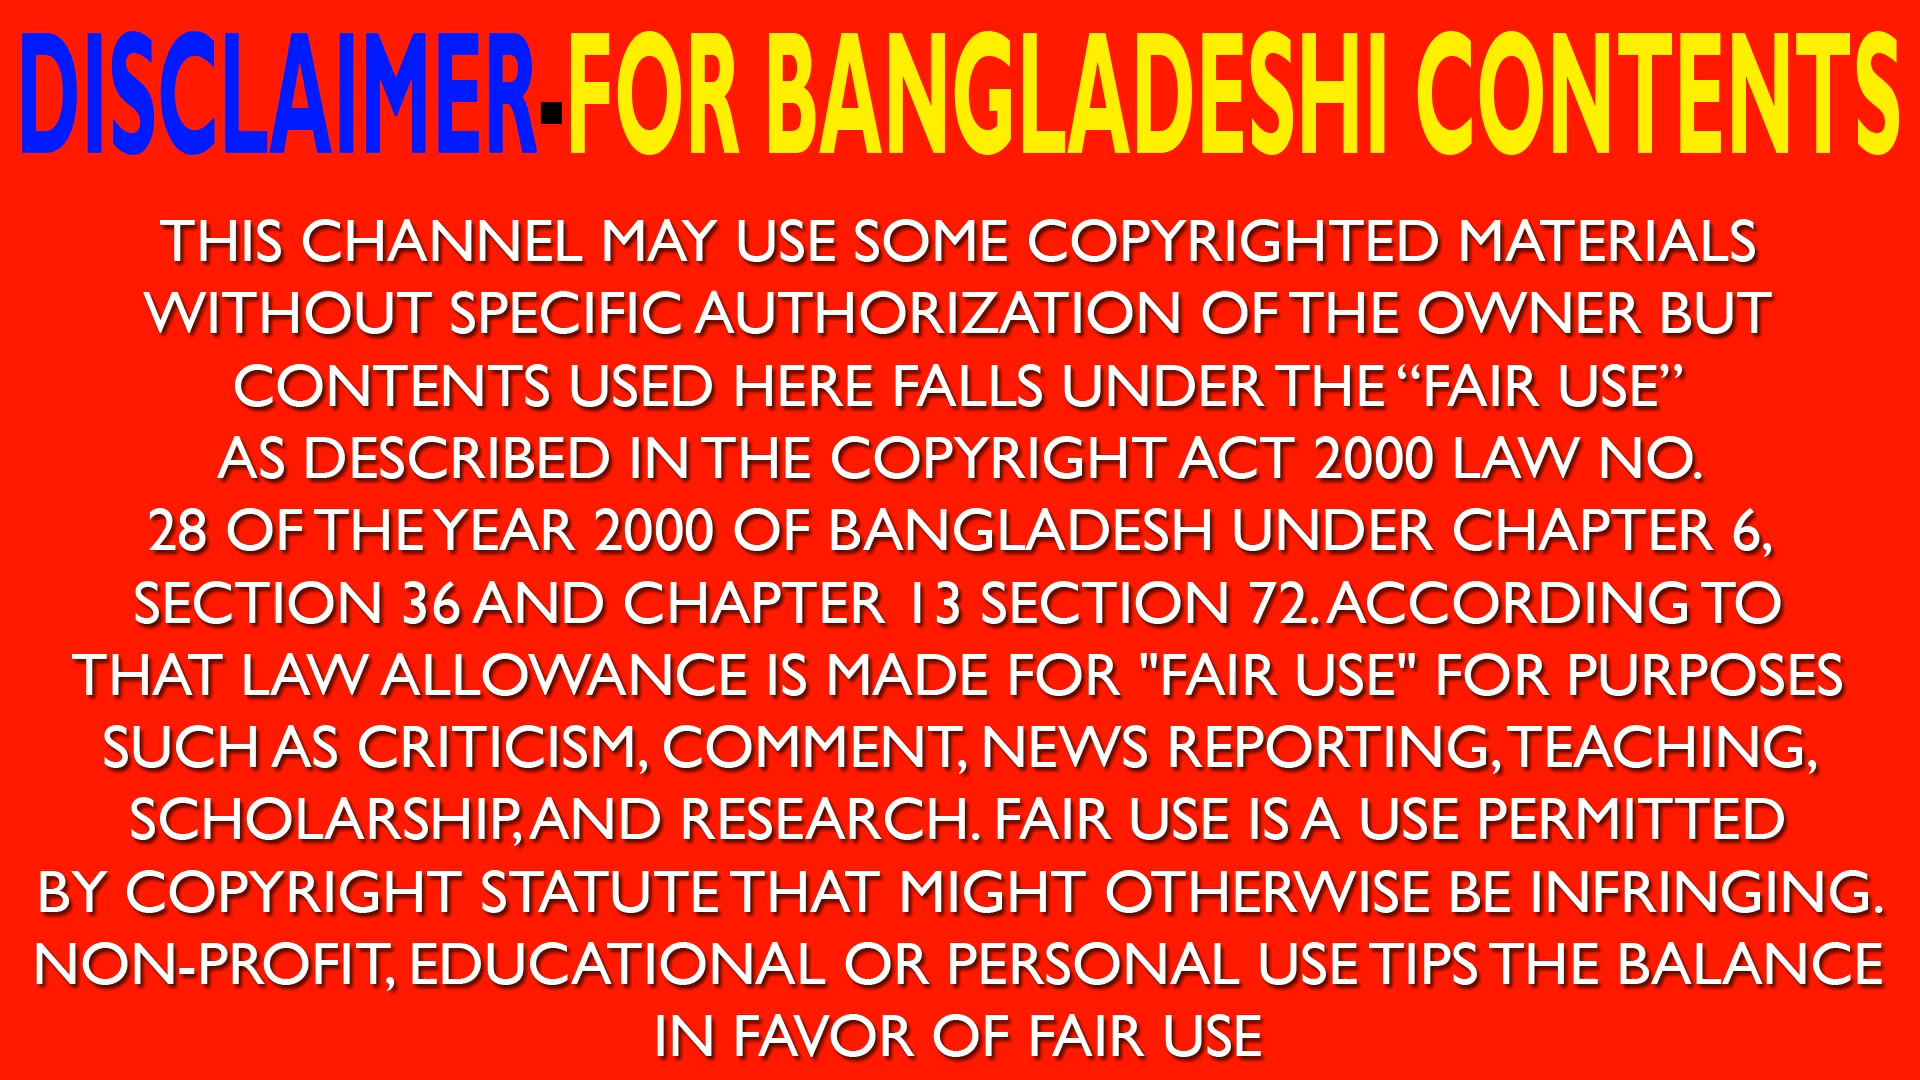 DISCLAIMER-FOR BANGLADESHI CONTENTS
THIS CHANNEL MAY USE SOME COPYRIGHTED MATERIALS
WITHOUT SPECIFIC AUTHORIZATION OF THE OWNER BUT
CONTENTS USED HERE FALLS UNDER THE “FAIR USE”
AS DESCRIBED IN THE COPYRIGHT ACT 2000 LAW NO.
28 OF THE YEAR 2000 OF BANGLADESH UNDER CHAPTER 6,
SECTION 36 AND CHAPTER 13 SECTION 72. ACCORDING TO
THAT LAW ALLOWANCE IS MADE FOR "FAIR USE" FOR PURPOSES
SUCH AS CRITICISM, COMMENT, NEWS REPORTING, TEACHING,
SCHOLARSHIP, AND RESEARCH. FAIR USE IS A USE PERMITTED
BY COPYRIGHT STATUTE THAT MIGHT OTHERWISE BE INFRINGING.
NON-PROFIT, EDUCATIONAL OR PERSONAL USE TIPS THE BALANCE
IN FAVOR OF FAIR USE